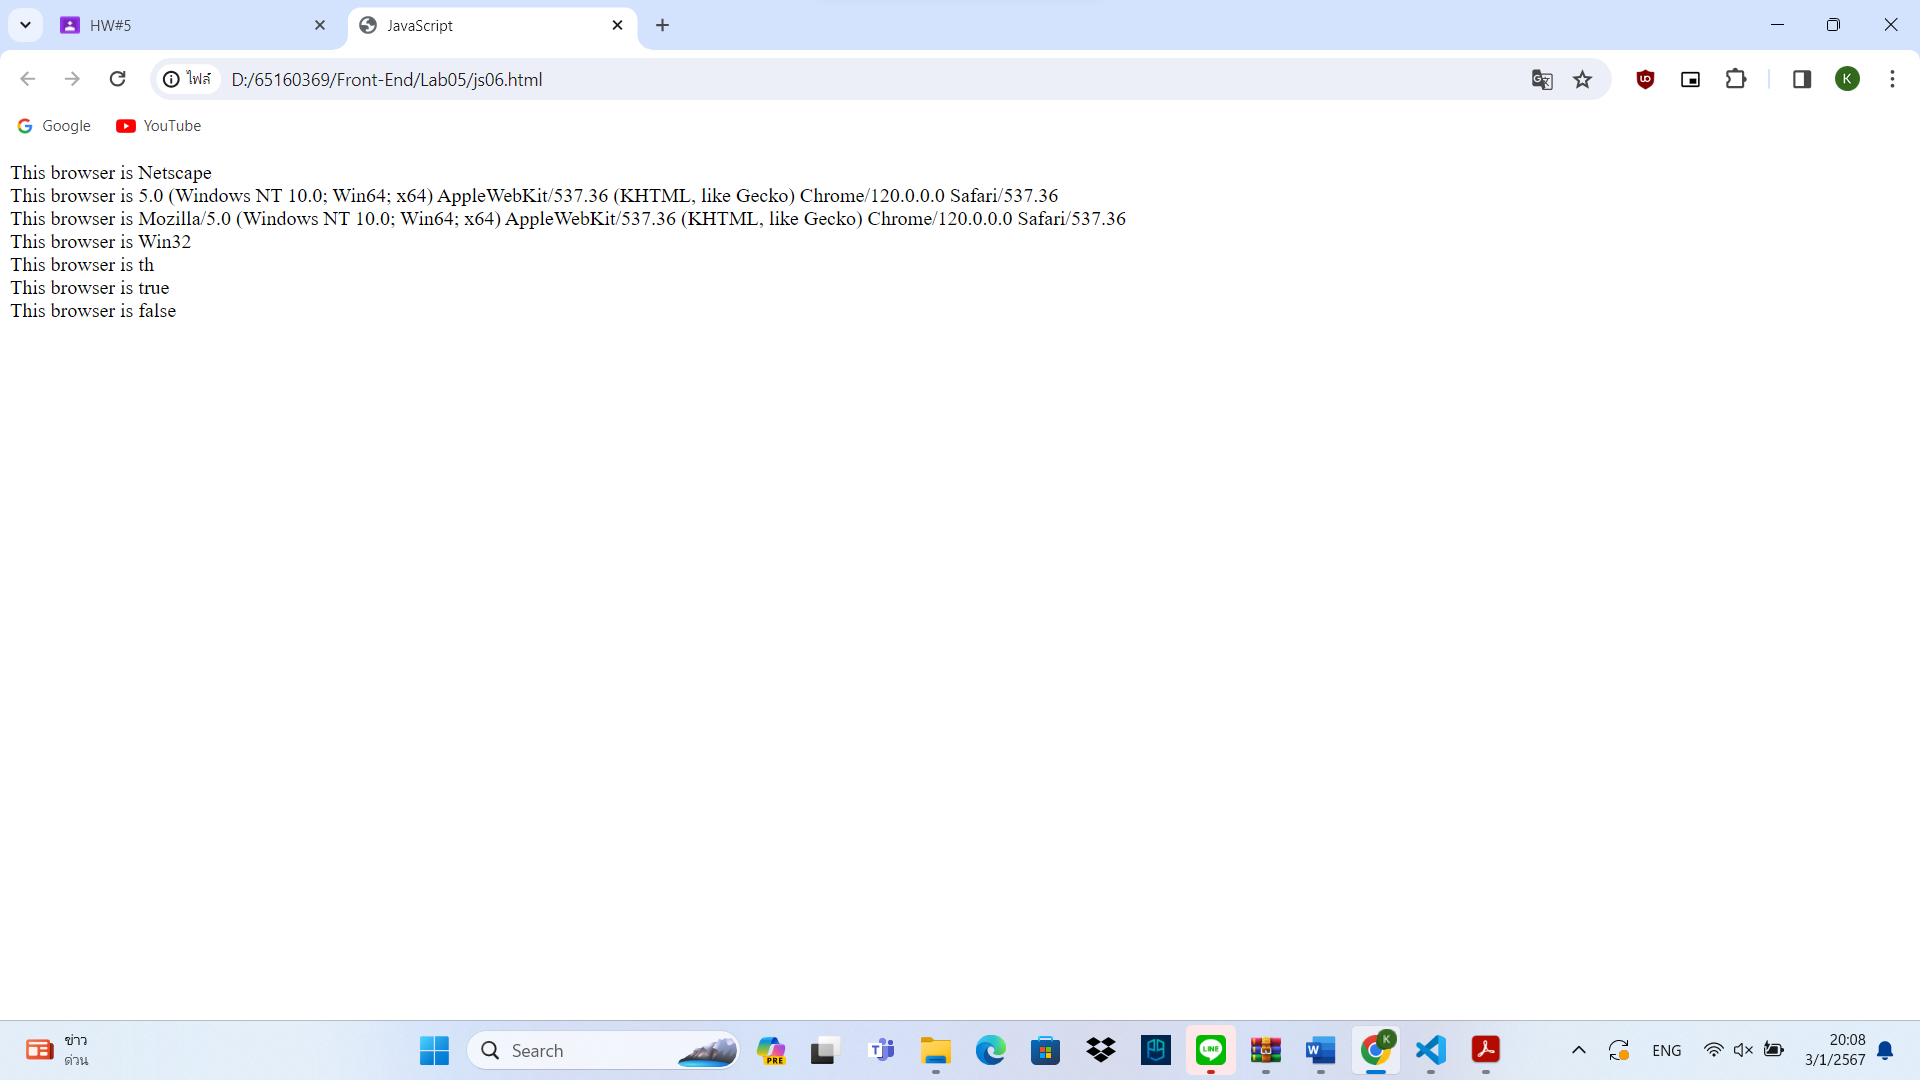 HW#5
JavaScript
ไฟล์ D:/65160369/Front-End/Lab05/js06.html
K
Google YouTube
This browser is Netscape
This browser is 5.0 (Windows NT 10.0; Win64; x64) AppleWebKit/537.36 (KHTML, like Gecko) Chrome/120.0.0.0 Safari/537.36
This browser is Mozilla/5.0 (Windows NT 10.0; Win64; x64) AppleWebKit/537.36 (KHTML, like Gecko) Chrome/120.0.0.0 Safari/537.36
This browser is Win32
This browser is th
This browser is true
This browser is false
ข่าว
ด่วน
Search
PRE
LINE
K
ENG
20:08
3/1/2567